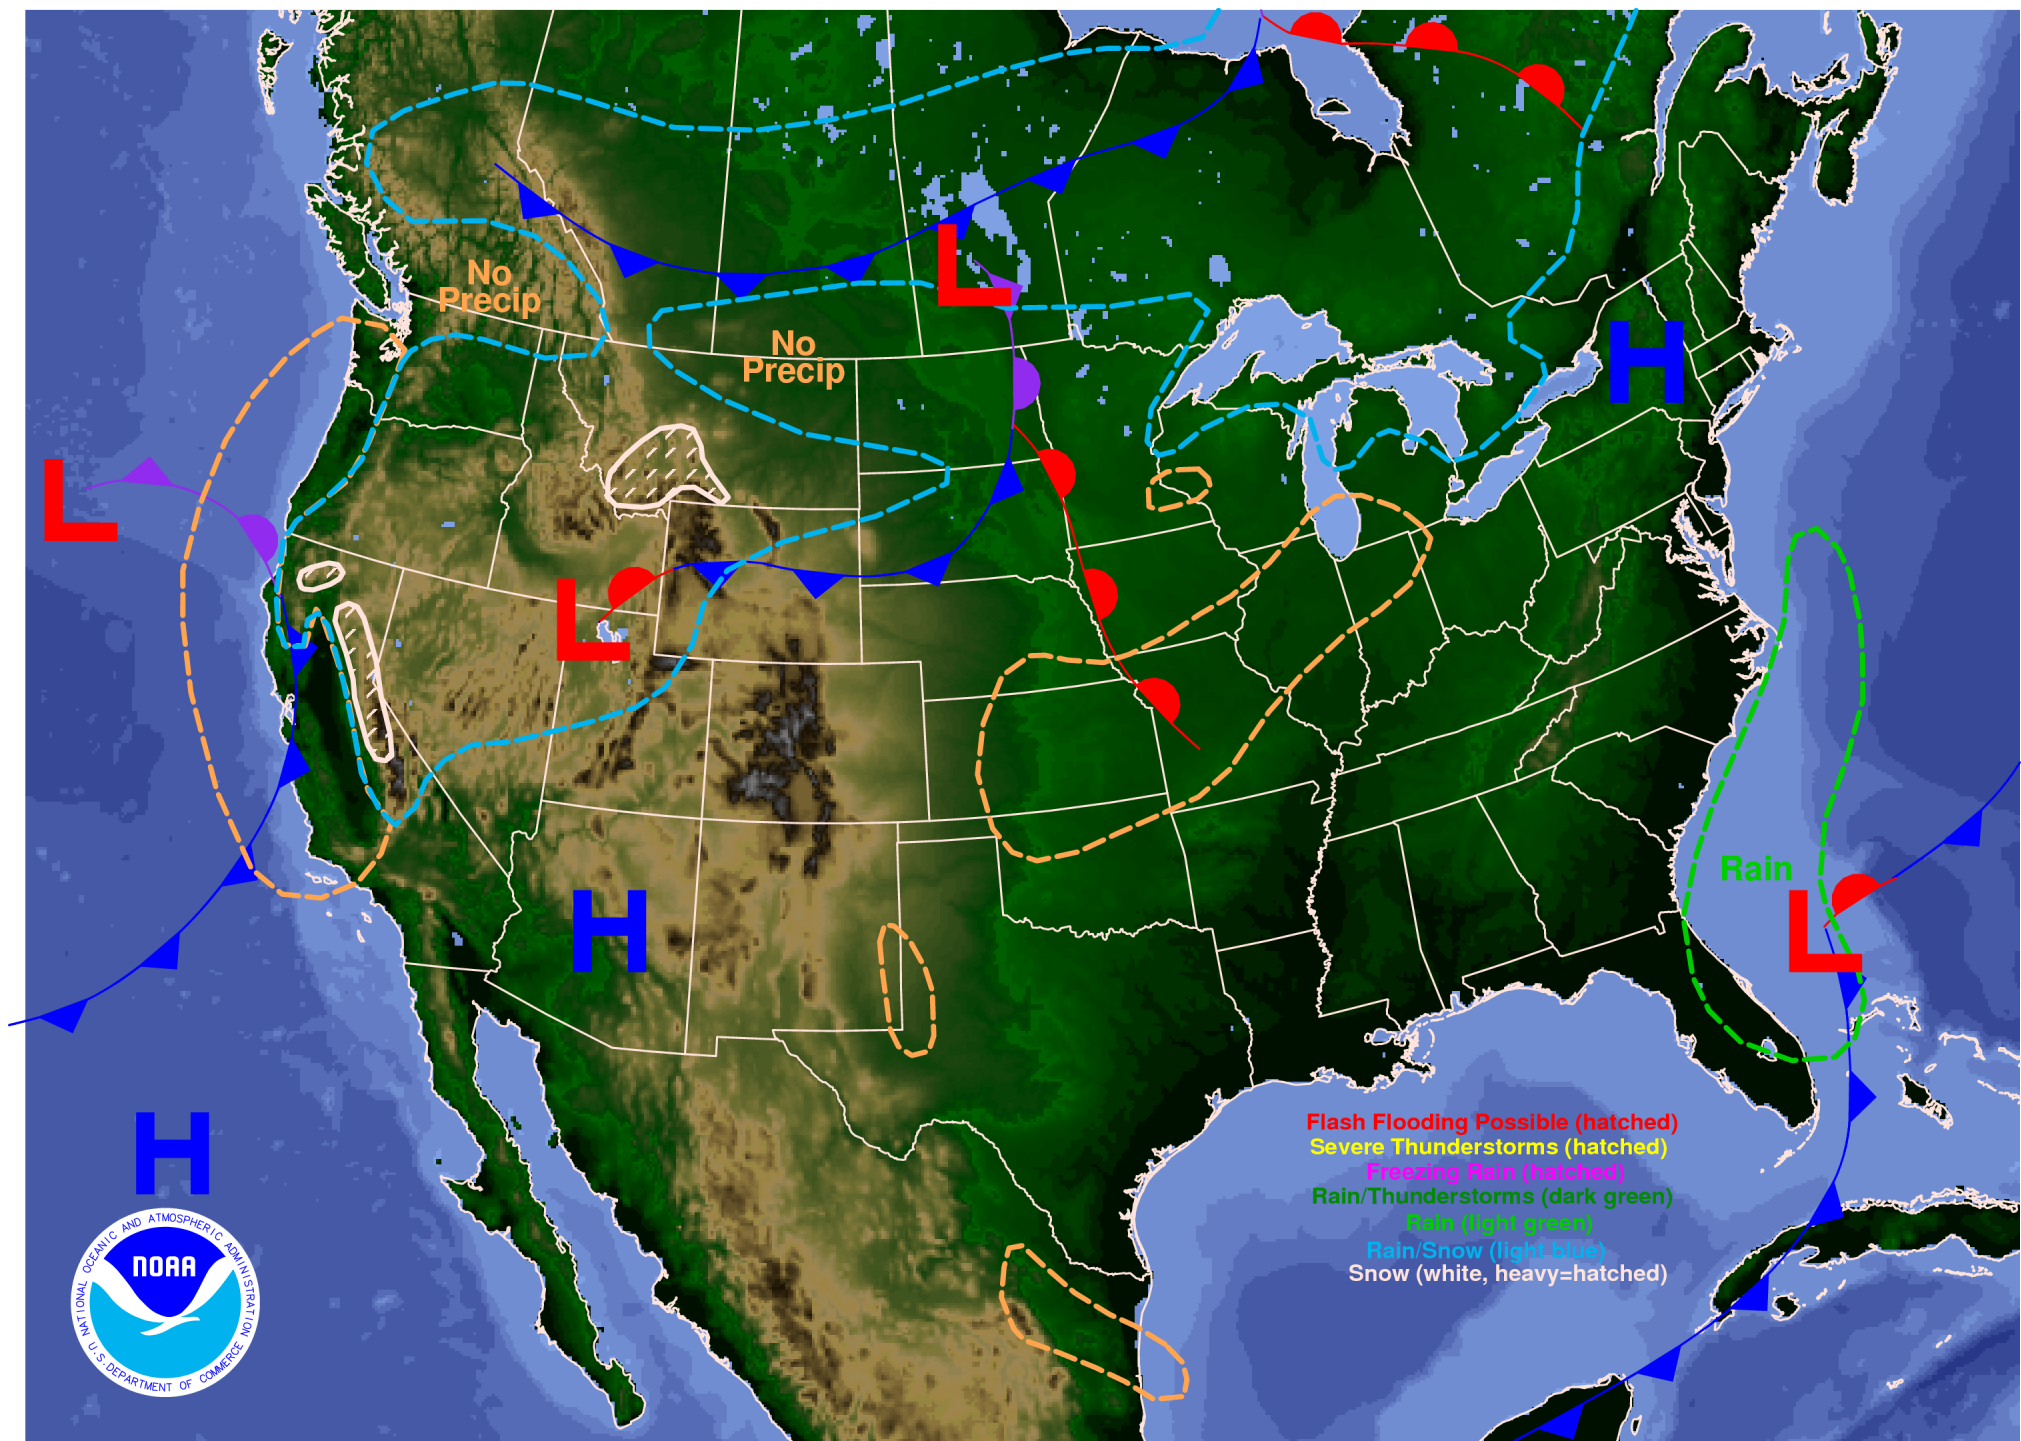 No
Precip
No
Precip
H
L
L
L
H
Rain
L
H
Flash Flooding Possible (hatched)
Severe Thunderstorms (hatched)
Freezing Rain (hatched)
Rain/Thunderstorms (dark green)
Rain (light green)
Rain/Snow (light blue)
Snow (white, heavy=hatched)
H
NATIONAL OCEANIC AND ATMOSPHERIC ADMINISTRATION
NOAA
U.S. DEPARTMENT OF COMMERCE